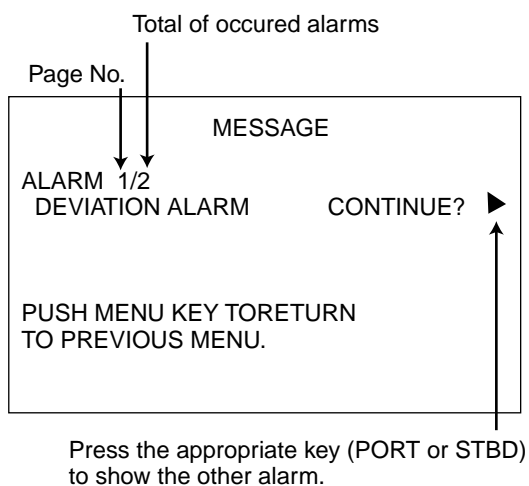 Total of occured alarms
Page No.
MESSAGE
ALARM 1/2
DEVIATION ALARM CONTINUE? ▶
PUSH MENU KEY TORETURN
TO PREVIOUS MENU.
Press the appropriate key (PORT or STBD)
to show the other alarm.